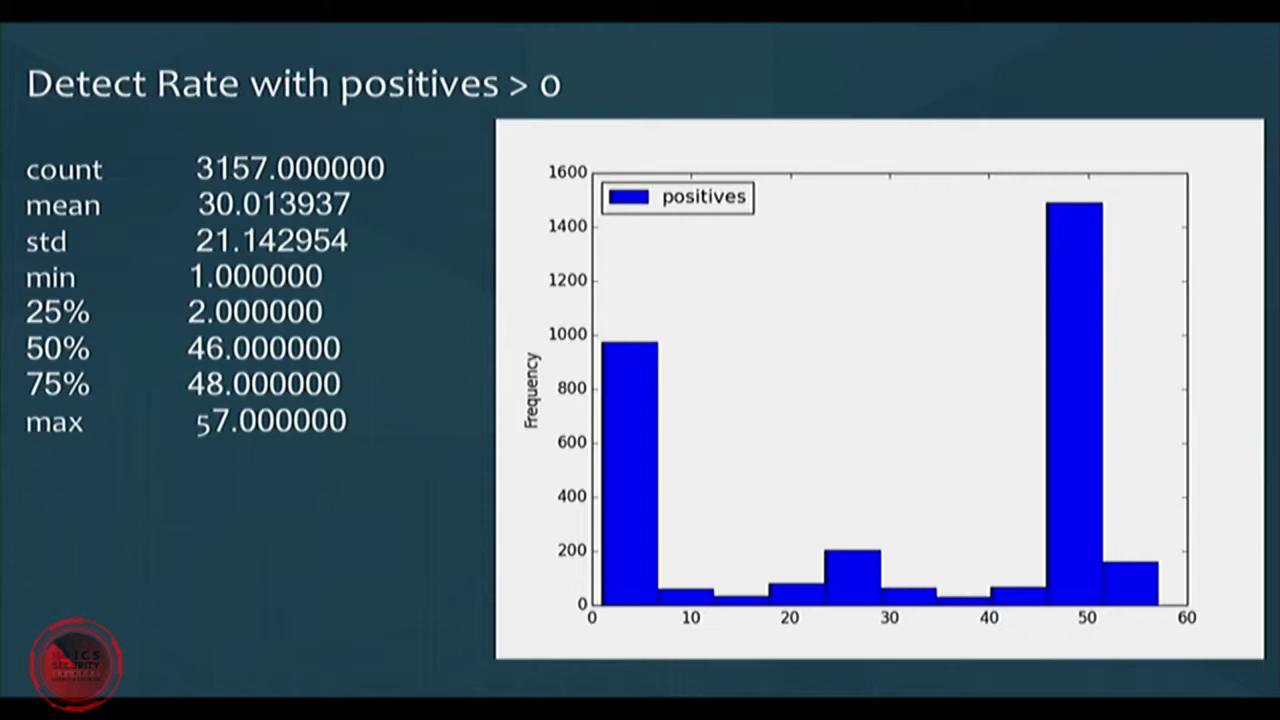 Detect Rate with positives > 0
count 3157.000000
mean 30.013937
std 21.142954
min 1.000000
25% 2.000000
50% 46.000000
75% 48.000000
max 57.000000
positives
Frequency
1600
1400
1200
1000
800
600
400
200
0
0 10 20 30 40 50 60
ICS
SECURITY